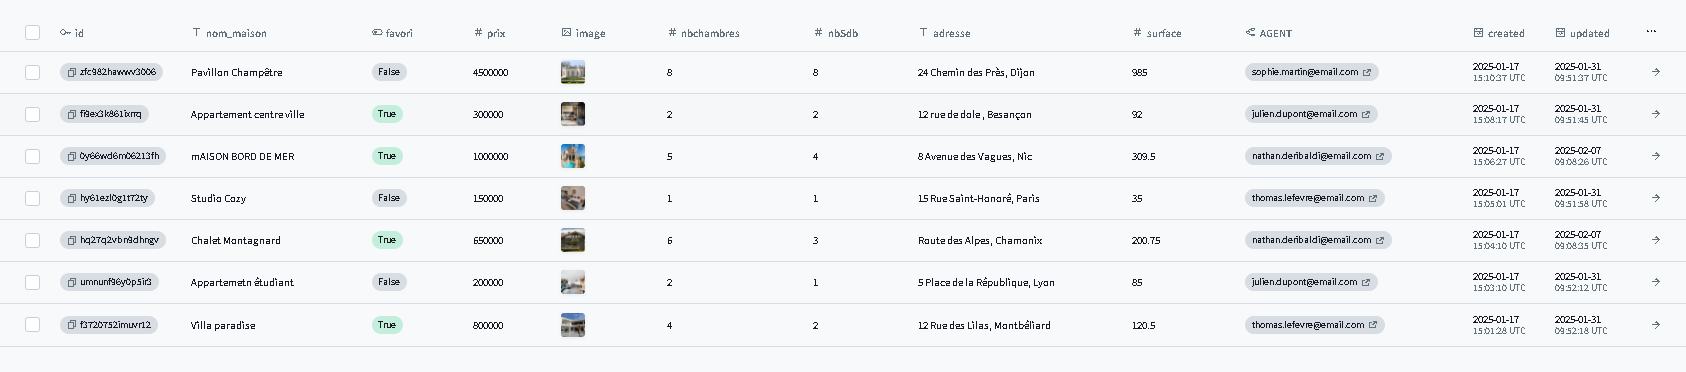 id nom_maison favori prix image nbchambres nbSdb adresse surface AGENT created updated ...
zfc982hawwv3006 Pavillon Champêtre False 4500000 8 8 24 Chemin des Près, Dijon 985 sophie.martin@email.com 2025-01-17 15:10:37 UTC 2025-01-31 09:51:37 UTC
Appartement centre ville True 300000 2 2 12 rue de dole , Besançon 92 julien.dupont@email.com 2025-01-17 15:08:17 UTC 2025-01-31 09:51:45 UTC
0y66wd6m06213fh mAISON BORD DE MER True 1000000 5 4 8 Avenue des Vagues, Nic 309.5 nathan.deribaldi@email.com 2025-01-17 15:06:27 UTC 2025-02-07 09:08:26 UTC
hy61ezl0g1t72ty Studio Cozy False 150000 1 1 15 Rue Saint-Honoré, Paris 35 thomas.lefevre@email.com 2025-01-17 15:05:01 UTC 2025-01-31 09:51:58 UTC
hq27q2vbn9dhngv Chalet Montagnard True 650000 6 3 Route des Alpes, Chamonix 200.75 nathan.deribaldi@email.com 2025-01-17 15:04:10 UTC 2025-02-07 09:08:35 UTC
umnunf96y0p5ir3 Appartemetn étudiant False 200000 2 1 5 Place de la République, Lyon 85 julien.dupont@email.com 2025-01-17 15:03:10 UTC 2025-01-31 09:52:12 UTC
f3720752imuvr12 Villa paradise True 800000 4 2 12 Rue des Lilas, Montbéliard 120.5 thomas.lefevre@email.com 2025-01-17 15:01:28 UTC 2025-01-31 09:52:18 UTC